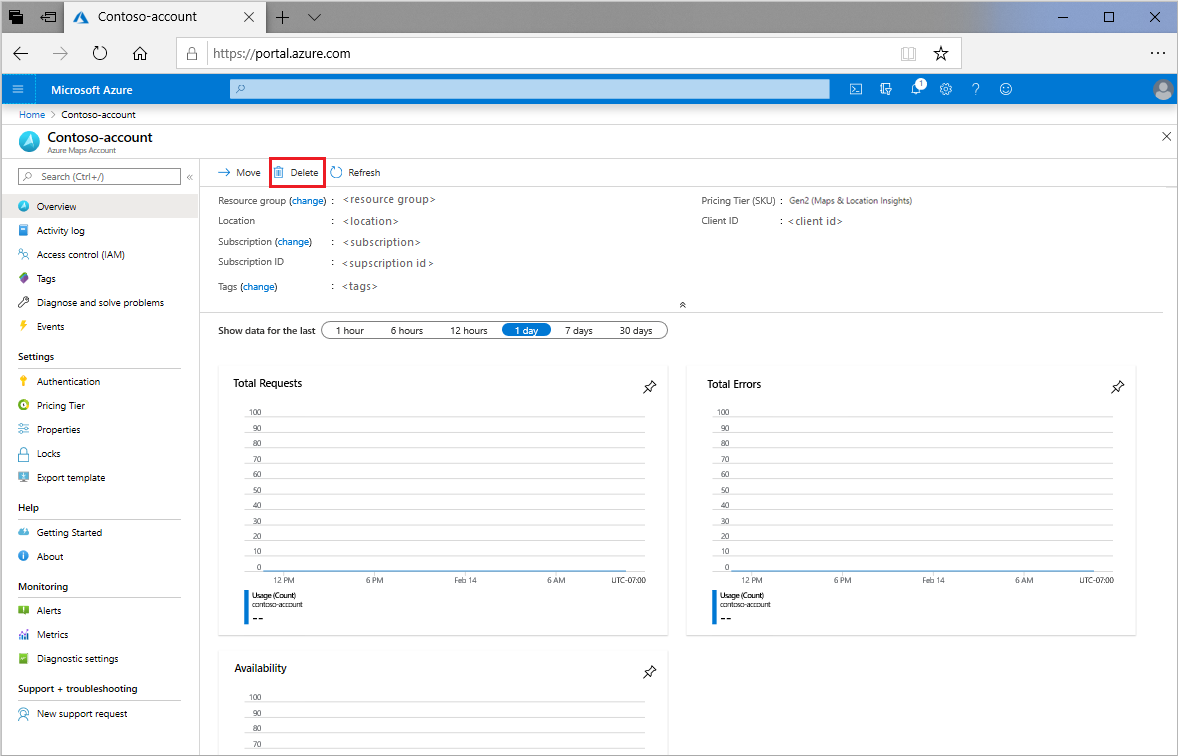 Contoso-account
https://portal.azure.com
Microsoft Azure
1
Home > Contoso-account
Contoso-account
Azure Maps Account
Search (Ctrl+/)
«
Overview
Activity log
Access control (IAM)
Tags
Diagnose and solve problems
Events
Settings
Authentication
Pricing Tier
Properties
Locks
Export template
Help
Getting Started
About
Monitoring
Alerts
Metrics
Diagnostic settings
Support + troubleshooting
New support request
Move Delete Refresh
Resource group (change) : <resource group>
Location : <location>
Subscription (change) : <subscription>
Subscription ID : <supscription id>
Tags (change) : <tags>
Pricing Tier (SKU) : Gen2 (Maps & Location Insights)
Client ID : <client id>
Show data for the last 1 hour 6 hours 12 hours 1 day 7 days 30 days
Total Requests
100
90
80
70
60
50
40
30
20
10
0
12 PM 6 PM Feb 14 6 AM UTC-07:00
Usage (Count)
contoso-account
--
Total Errors
100
90
80
70
60
50
40
30
20
10
0
12 PM 6 PM Feb 14 6 AM UTC-07:00
Usage (Count)
contoso-account
--
Availability
100
90
80
70